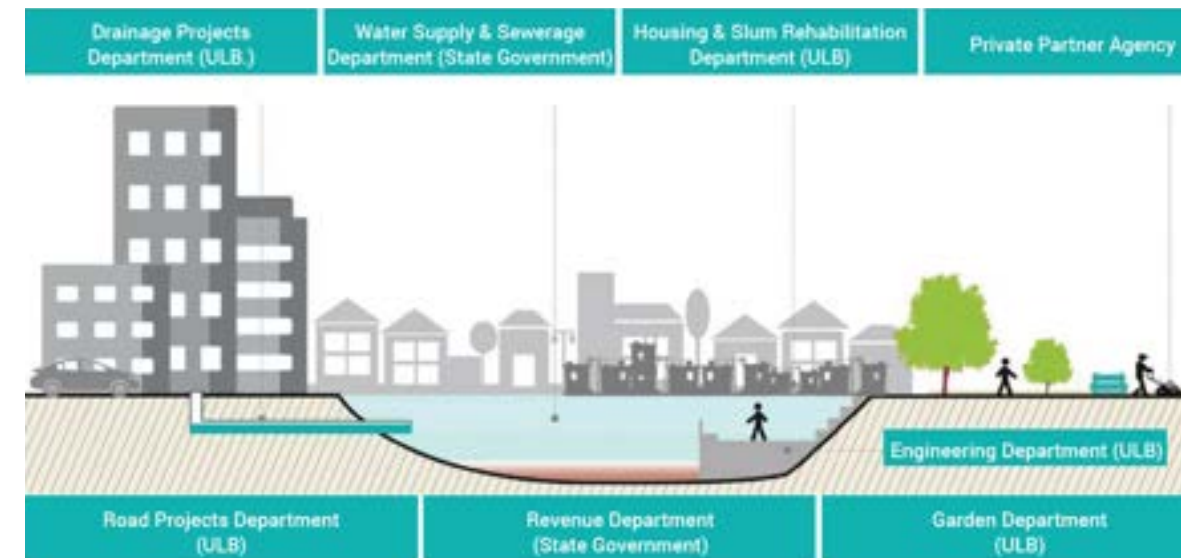 Drainage Projects
Department (ULB.)
Water Supply & Sewerage
Department (State Government)
Housing & Slum Rehabilitation
Department (ULB)
Private Partner Agency
Engineering Department (ULB)
Road Projects Department
(ULB)
Revenue Department
(State Government)
Garden Department
(ULB)